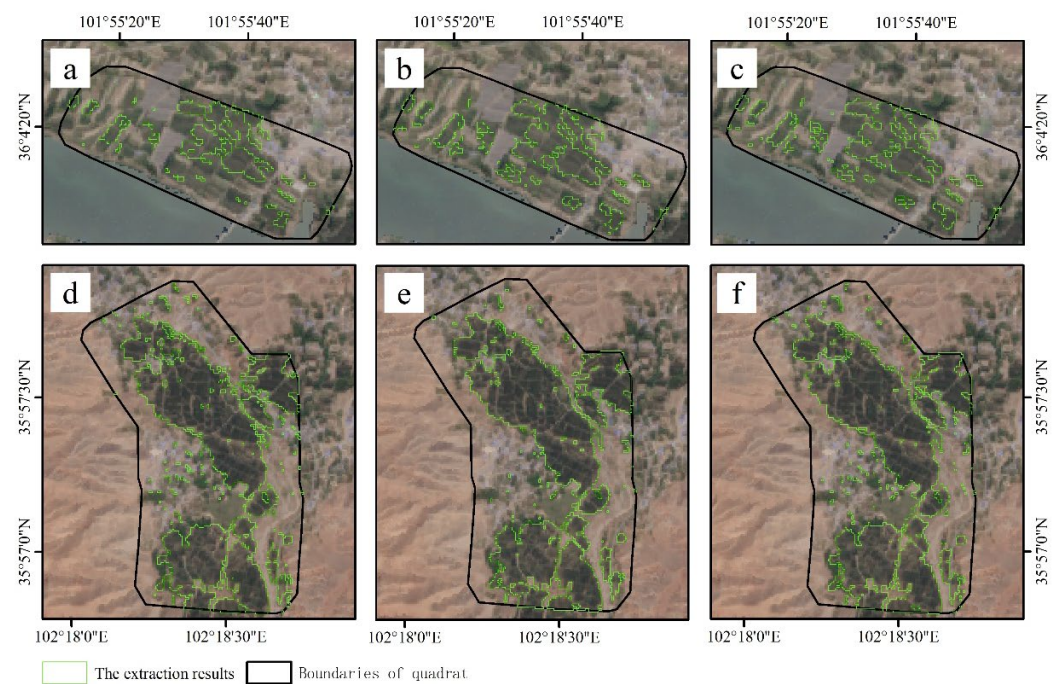 101°55'20"E 101°55'40"E 101°55'20"E 101°55'40"E 101°55'20"E 101°55'40"E
a b c
36°4'20"N 36°4'20"N
d e f
35°57'30"N 35°57'30"N
35°57'0"N 35°57'0"N
102°18'0"E 102°18'30"E 102°18'0"E 102°18'30"E 102°18'0"E 102°18'30"E
The extraction results Boundaries of quadrat